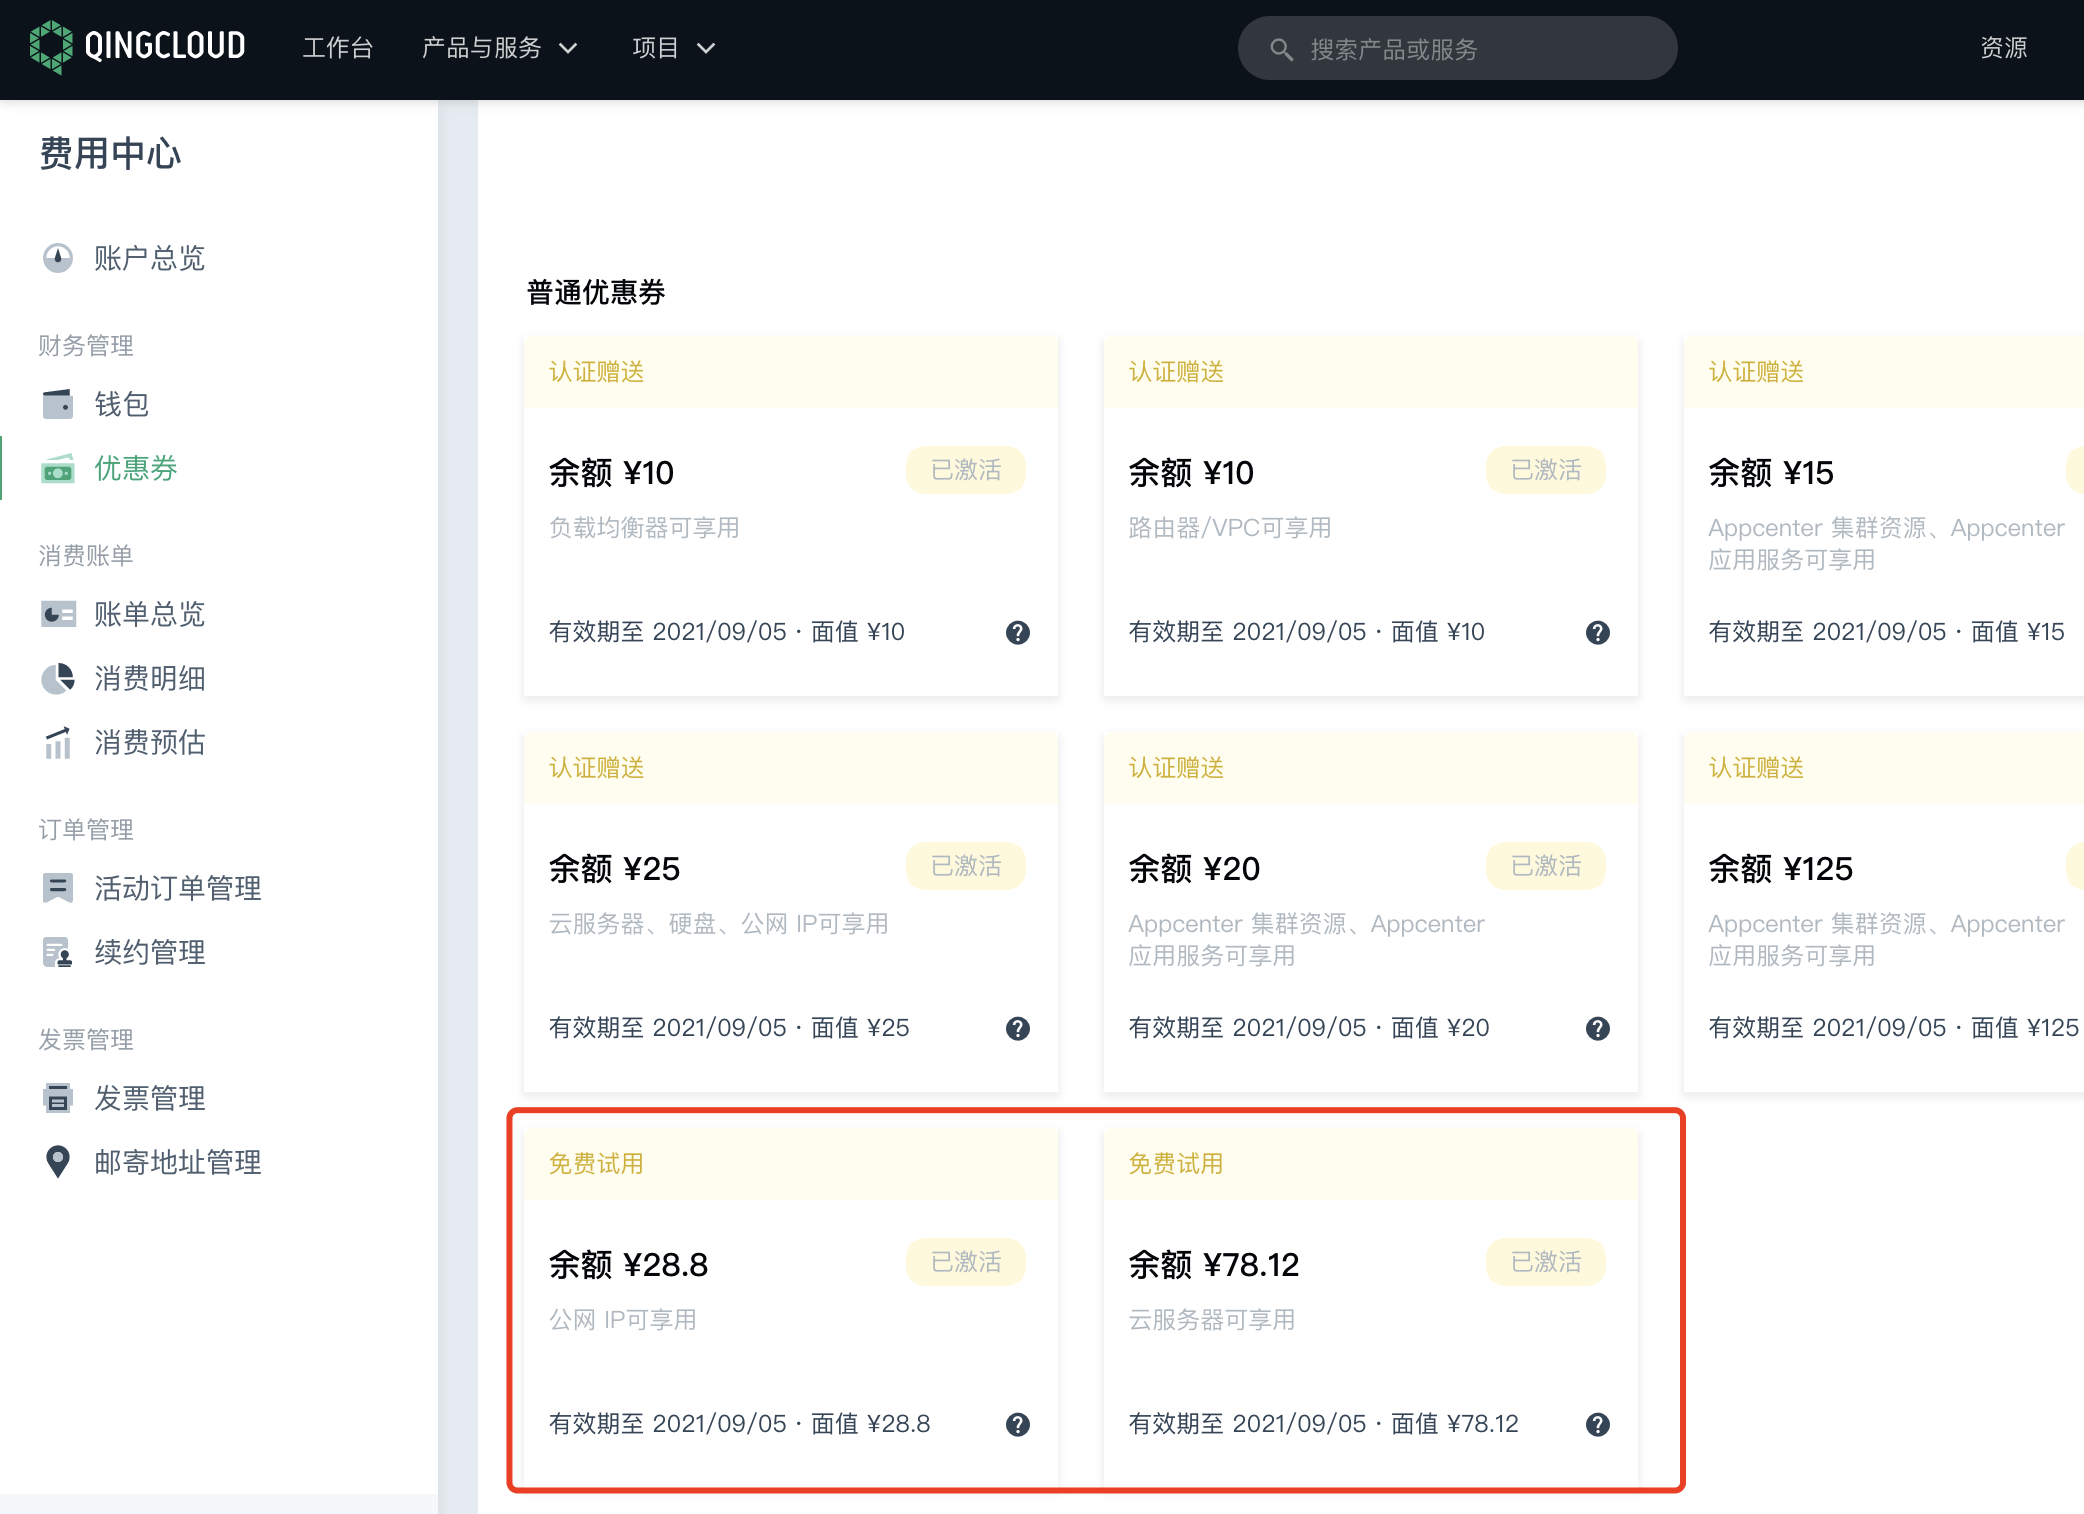 QINGCLOUD
工作台
产品与服务
项目
搜索产品或服务
资源
费用中心
账户总览
财务管理
钱包
优惠券
消费账单
账单总览
消费明细
消费预估
订单管理
活动订单管理
续约管理
发票管理
发票管理
邮寄地址管理
普通优惠券
认证赠送
余额 ¥10
已激活
负载均衡器可享用
有效期至 2021/09/05 · 面值 ¥10
认证赠送
余额 ¥10
已激活
路由器/VPC可享用
有效期至 2021/09/05 · 面值 ¥10
认证赠送
余额 ¥15
Appcenter 集群资源、Appcenter
应用服务可享用
有效期至 2021/09/05 · 面值 ¥15
认证赠送
余额 ¥25
已激活
云服务器、硬盘、公网 IP可享用
有效期至 2021/09/05 · 面值 ¥25
认证赠送
余额 ¥20
已激活
Appcenter 集群资源、Appcenter
应用服务可享用
有效期至 2021/09/05 · 面值 ¥20
认证赠送
余额 ¥125
Appcenter 集群资源、Appcenter
应用服务可享用
有效期至 2021/09/05 · 面值 ¥125
免费试用
余额 ¥28.8
已激活
公网 IP可享用
有效期至 2021/09/05 · 面值 ¥28.8
免费试用
余额 ¥78.12
已激活
云服务器可享用
有效期至 2021/09/05 · 面值 ¥78.12